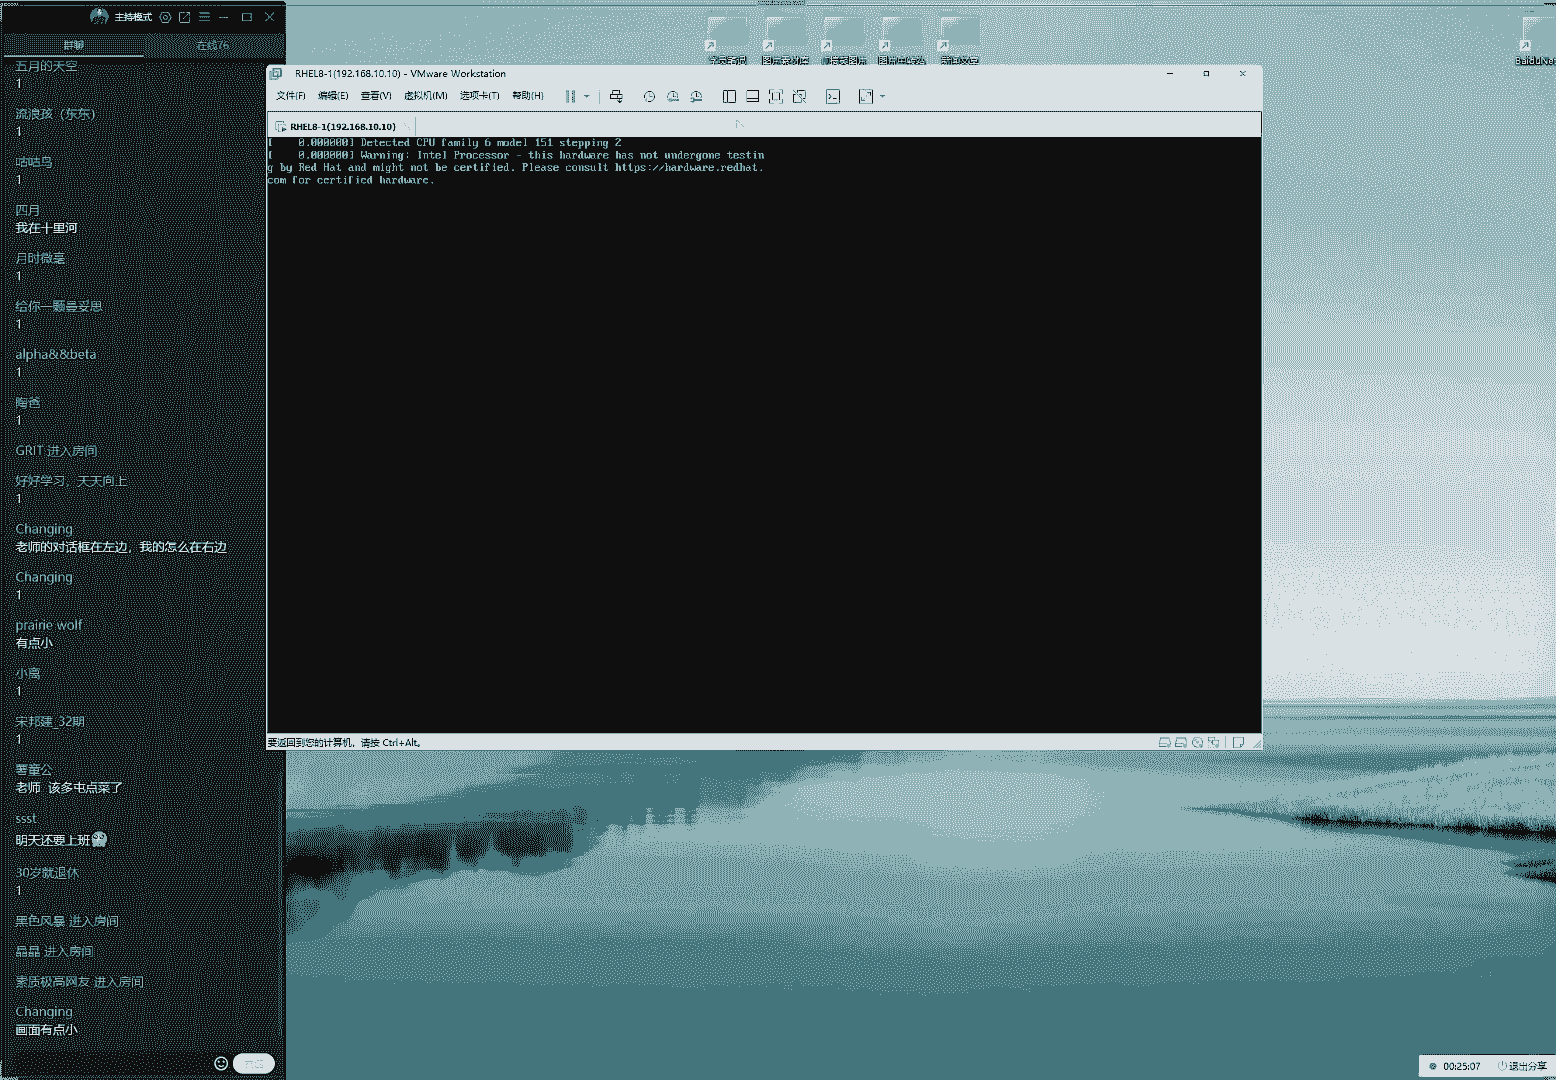 主持模式
群聊
在线76
五月的天空
1
流浪孩（东东）
1
咕咕鸟
1
四月
我在十里河
月时微毫
1
给你一颗曼妥思
1
alpha&&beta
1
陶爸
1
GRIT 进入房间
好好学习，天天向上
1
Changing
老师的对话框在左边，我的怎么在右边
Changing
1
prairie wolf
有点小
小离
1
宋邦建_32期
1
薯童公
老师 该多屯点菜了
ssst
明天还要上班
30岁就退休
1
黑色风暴 进入房间
晶晶 进入房间
素质极高网友 进入房间
Changing
画面有点小
RHEL8-1(192.168.10.10) - VMware Workstation
文件(F) 编辑(E) 查看(V) 虚拟机(M) 选项卡(T) 帮助(H)
RHEL8-1(192.168.10.10)
[    0.000000] Detected CPU family 6 model 151 stepping 2
[    0.000000] Warning: Intel Processor - this hardware has not undergone testin
g by Red Hat and might not be certified. Please consult https://hardware.redhat.
com for certified hardware.
要返回到您的计算机，请按 Ctrl+Alt。
00:25:07 退出分享